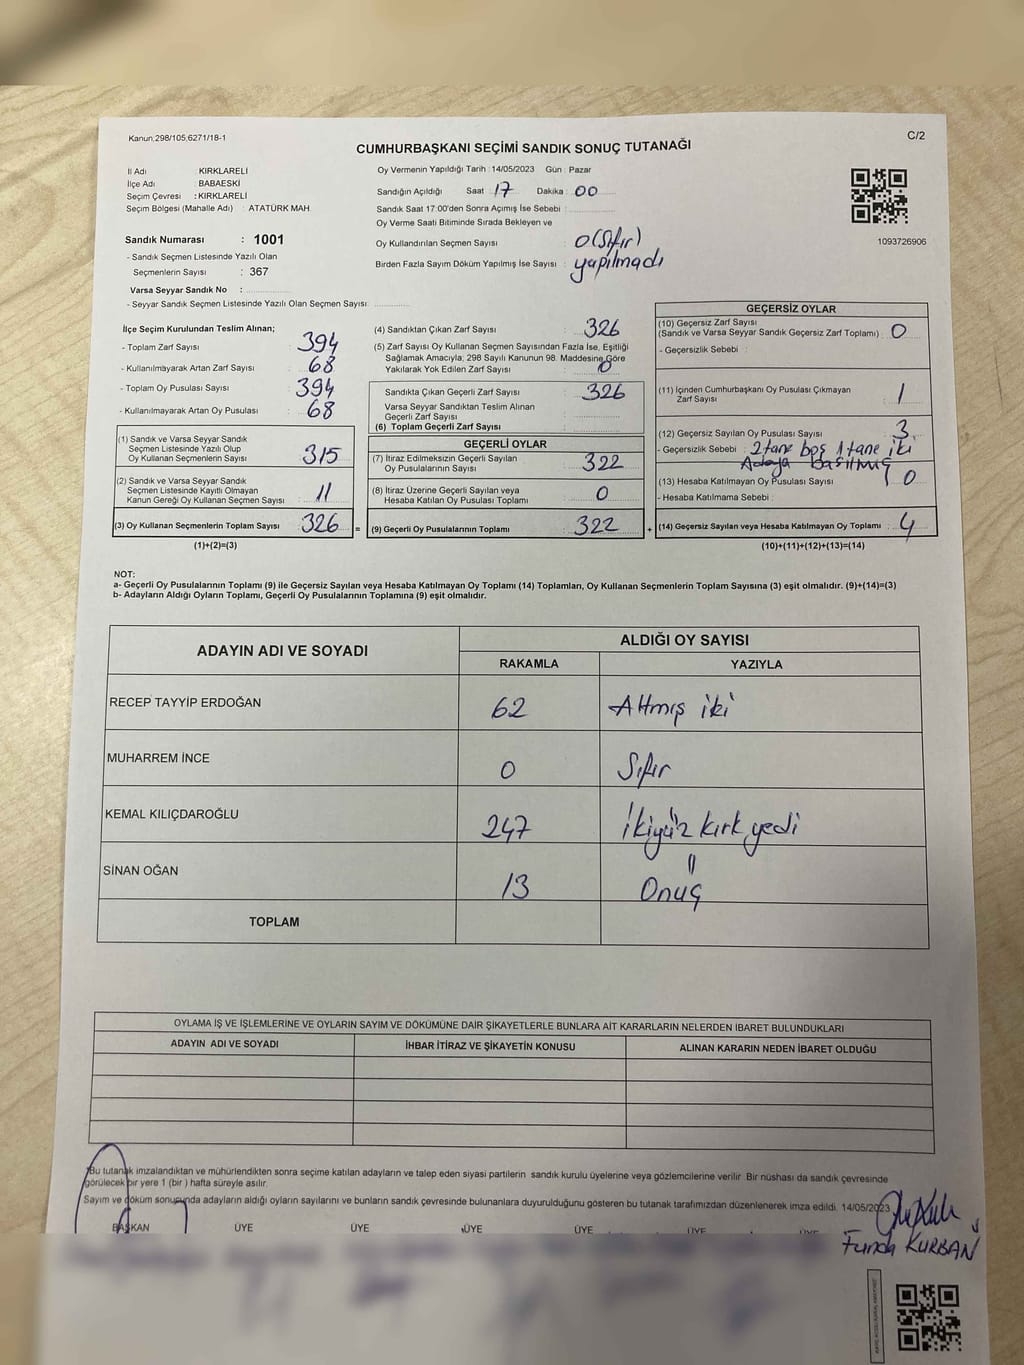 Kanun;298/105;6271/18-1
C/2
CUMHURBAŞKANI SEÇİMİ SANDIK SONUÇ TUTANAĞI
İl Adı KIRKLARELİ
İlçe Adı : BABAESKİ
Seçim Çevresi : KIRKLARELİ
Seçim Bölgesi (Mahalle Adı) : ATATÜRK MAH.
Sandık Numarası : 1001
- Sandık Seçmen Listesinde Yazılı Olan
Seçmenlerin Sayısı : 367
Varsa Seyyar Sandık No :
- Seyyar Sandık Seçmen Listesinde Yazılı Olan Seçmen Sayısı
Oy Vermenin Yapıldığı Tarih : 14/05/2023 Gün : Pazar
Sandığın Açıldığı Saat 17 Dakika 00
Sandık Saat 17:00'den Sonra Açımış İse Sebebi :
Oy Verme Saati Bitiminde Sırada Bekleyen ve
Oy Kullandırılan Seçmen Sayısı : 0(Sıfır)
Birden Fazla Sayım Döküm Yapılmış İse Sayısı : yapılmadı
1093726906
İlçe Seçim Kurulundan Teslim Alınan;
- Toplam Zarf Sayısı : 394
- Kullanılmayarak Artan Zarf Sayısı : 68
- Toplam Oy Pusulası Sayısı : 394
- Kullanılmayarak Artan Oy Pusulası : 68
(1) Sandık ve Varsa Seyyar Sandık
Seçmen Listesinde Yazılı Olup
Oy Kullanan Seçmenlerin Sayısı : 315
(2) Sandık ve Varsa Seyyar Sandık
Seçmen Listesinde Kayıtlı Olmayan
Kanun Gereği Oy Kullanan Seçmen Sayısı : 11
(3) Oy Kullanan Seçmenlerin Toplam Sayısı : 326 =
(1)+(2)=(3)
(4) Sandıktan Çıkan Zarf Sayısı : 326
(5) Zarf Sayısı Oy Kullanan Seçmen Sayısından Fazla İse, Eşitliği
Sağlamak Amacıyla; 298 Sayılı Kanunun 98. Maddesine Göre
Yakılarak Yok Edilen Zarf Sayısı : 0
Sandıkta Çıkan Geçerli Zarf Sayısı : 326
Varsa Seyyar Sandıktan Teslim Alınan
Geçerli Zarf Sayısı :
(6) Toplam Geçerli Zarf Sayısı :
GEÇERLİ OYLAR
(7) İtiraz Edilmeksizin Geçerli Sayılan
Oy Pusulalarının Sayısı : 322
(8) İtiraz Üzerine Geçerli Sayılan veya
Hesaba Katılan Oy Pusulası Toplamı : 0
(9) Geçerli Oy Pusulalarının Toplamı : 322 +
GEÇERSİZ OYLAR
(10) Geçersiz Zarf Sayısı
(Sandık ve Varsa Seyyar Sandık Geçersiz Zarf Toplamı) : 0
- Geçersizlik Sebebi :
(11) İçinden Cumhurbaşkanı Oy Pusulası Çıkmayan
Zarf Sayısı : 1
(12) Geçersiz Sayılan Oy Pusulası Sayısı : 3
- Geçersizlik Sebebi : 2 tane boş 1 tane iki
Adaya basılmış
(13) Hesaba Katılmayan Oy Pusulası Sayısı : 0
- Hesaba Katılmama Sebebi :
(14) Geçersiz Sayılan veya Hesaba Katılmayan Oy Toplamı : 4
(10)+(11)+(12)+(13)=(14)
NOT:
a- Geçerli Oy Pusulalarının Toplamı (9) ile Geçersiz Sayılan veya Hesaba Katılmayan Oy Toplamı (14) Toplamları, Oy Kullanan Seçmenlerin Toplam Sayısına (3) eşit olmalıdır. (9)+(14)=(3)
b- Adayların Aldığı Oyların Toplamı, Geçerli Oy Pusulalarının Toplamına (9) eşit olmalıdır.
ADAYIN ADI VE SOYADI ALDIĞI OY SAYISI
RAKAMLA YAZIYLA
RECEP TAYYİP ERDOĞAN 62 Altmış iki
MUHARREM İNCE 0 Sıfır
KEMAL KILIÇDAROĞLU 247 İkiyüz kırk yedi
SİNAN OĞAN 13 Onüç
TOPLAM
OYLAMA İŞ VE İŞLEMLERİNE VE OYLARIN SAYIM VE DÖKÜMÜNE DAİR ŞİKAYETLERLE BUNLARA AİT KARARLARIN NELERDEN İBARET BULUNDUKLARI
ADAYIN ADI VE SOYADI İHBAR İTİRAZ VE ŞİKAYETİN KONUSU ALINAN KARARIN NEDEN İBARET OLDUĞU
*Bu tutanak imzalandıktan ve mühürlendikten sonra seçime katılan adayların ve talep eden siyasi partilerin sandık kurulu üyelerine veya gözlemcilerine verilir. Bir nüshası da sandık çevresinde
görülecek bir yere 1 (bir ) hafta süreyle asılır.
Sayım ve döküm sonucunda adayların aldığı oyların sayılarını ve bunların sandık çevresinde bulunanlara duyurulduğunu gösteren bu tutanak tarafımızdan düzenlenerek imza edildi. 14/05/2023
BAŞKAN ÜYE ÜYE ÜYE ÜYE ÜYE ÜYE
Funda KURBAN